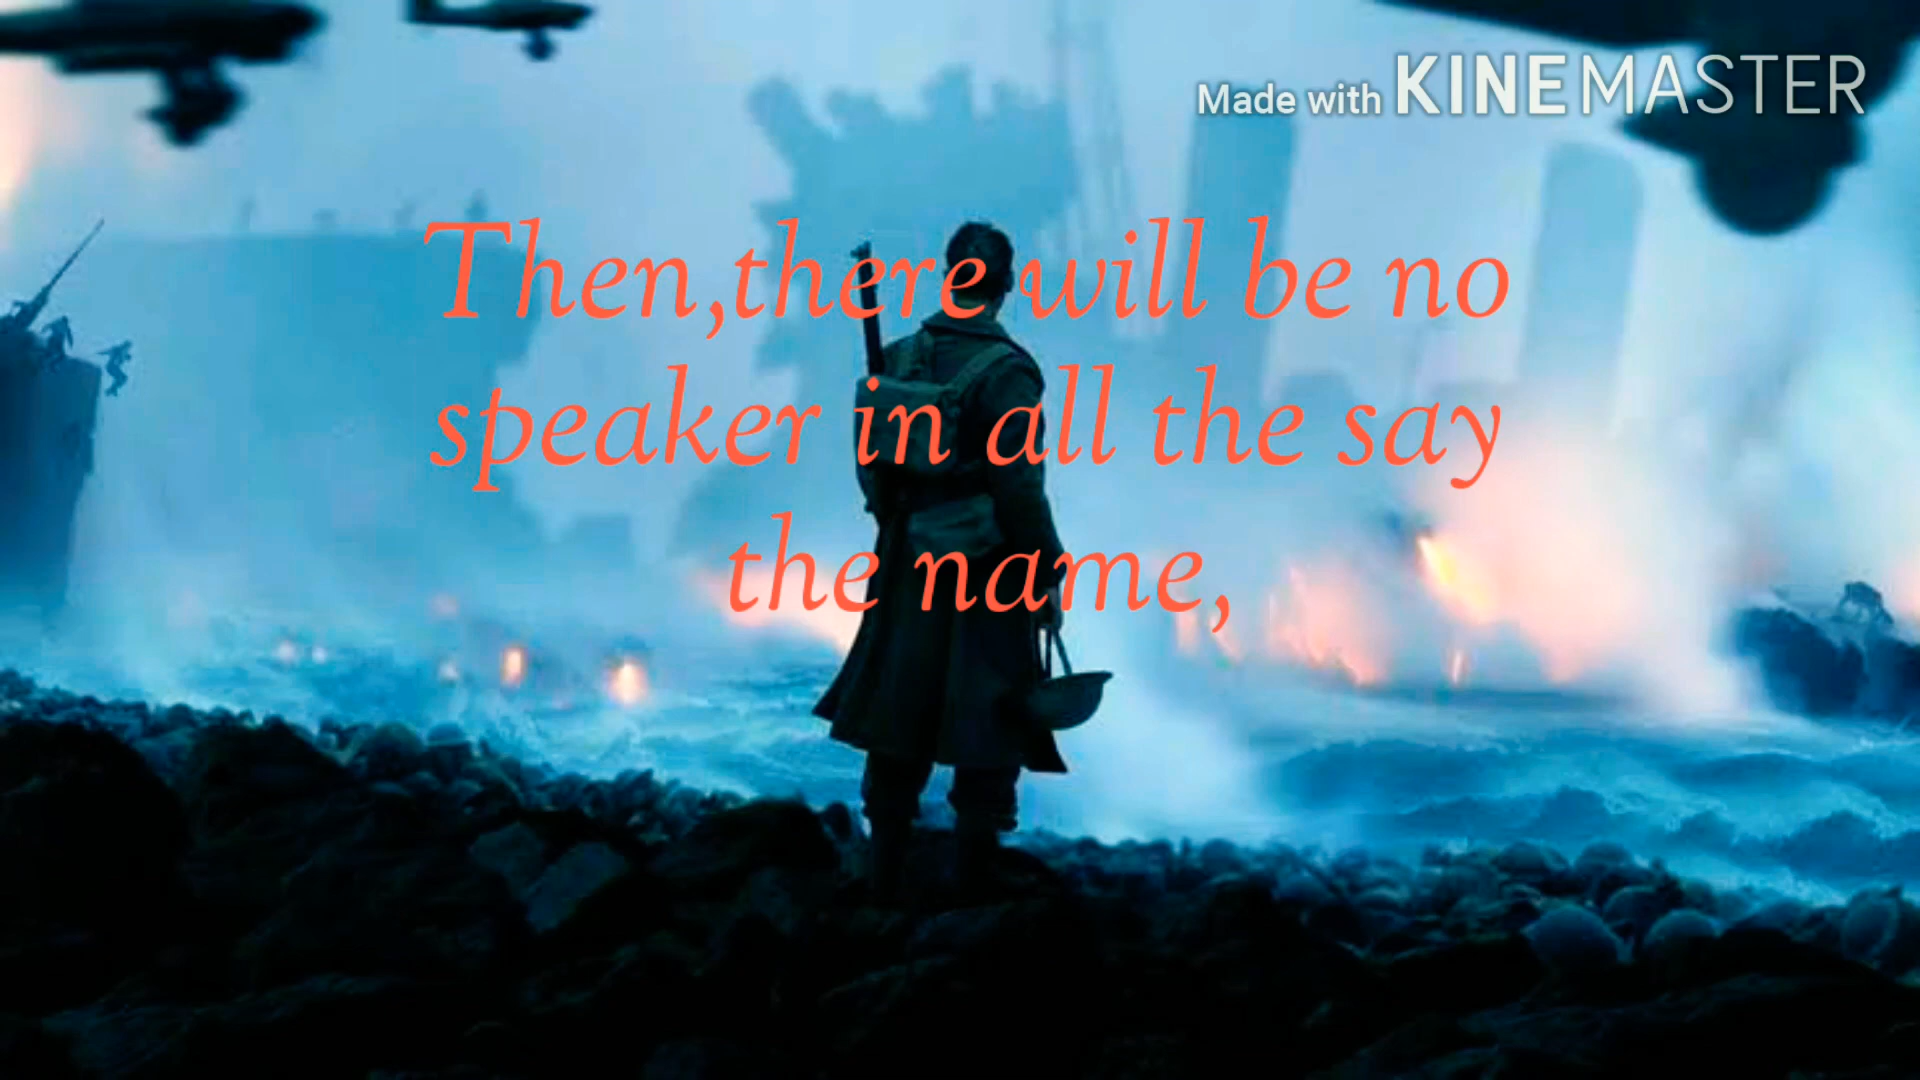 Made with KINEMASTER
Then,there will be no
speaker in all the say
the name,